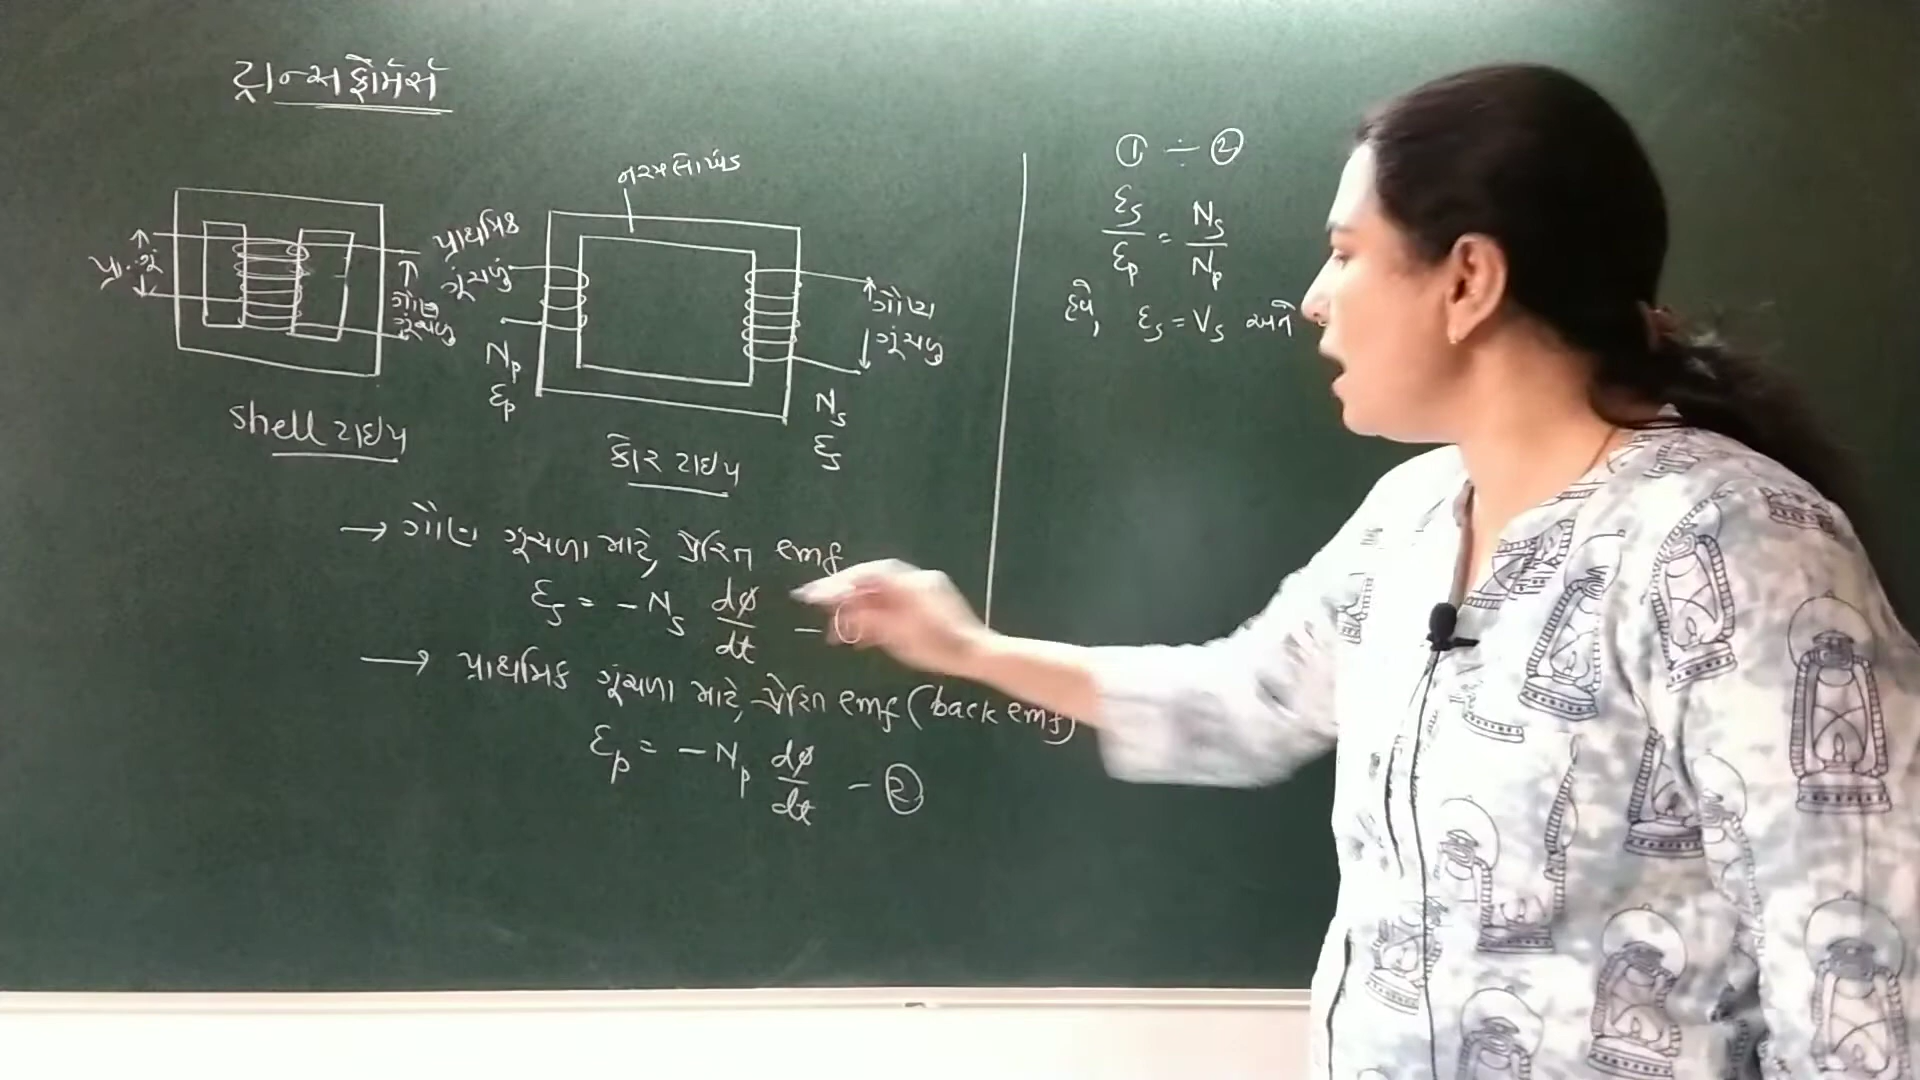 ટ્રાન્સફોર્મર્સ
પ્રા. ગૂં
ગૌણ
ગૂંચળુ
shell ટાઇપ
નરમ લોખંડ
પ્રાથમિક
ગૂંચળું
Nₚ
εₚ
ગૌણ
ગૂંચળુ
Nₛ
εₛ
કોર ટાઇપ
→ ગૌણ ગૂંચળા માટે, પ્રેરિત emf
εₛ = - Nₛ dϕ/dt - ①
→ પ્રાથમિક ગૂંચળા માટે, પ્રેરિત emf (back emf)
εₚ = - Nₚ dϕ/dt - ②
① ÷ ②
εₛ/εₚ = Nₛ/Nₚ
હવે, εₛ = Vₛ અને